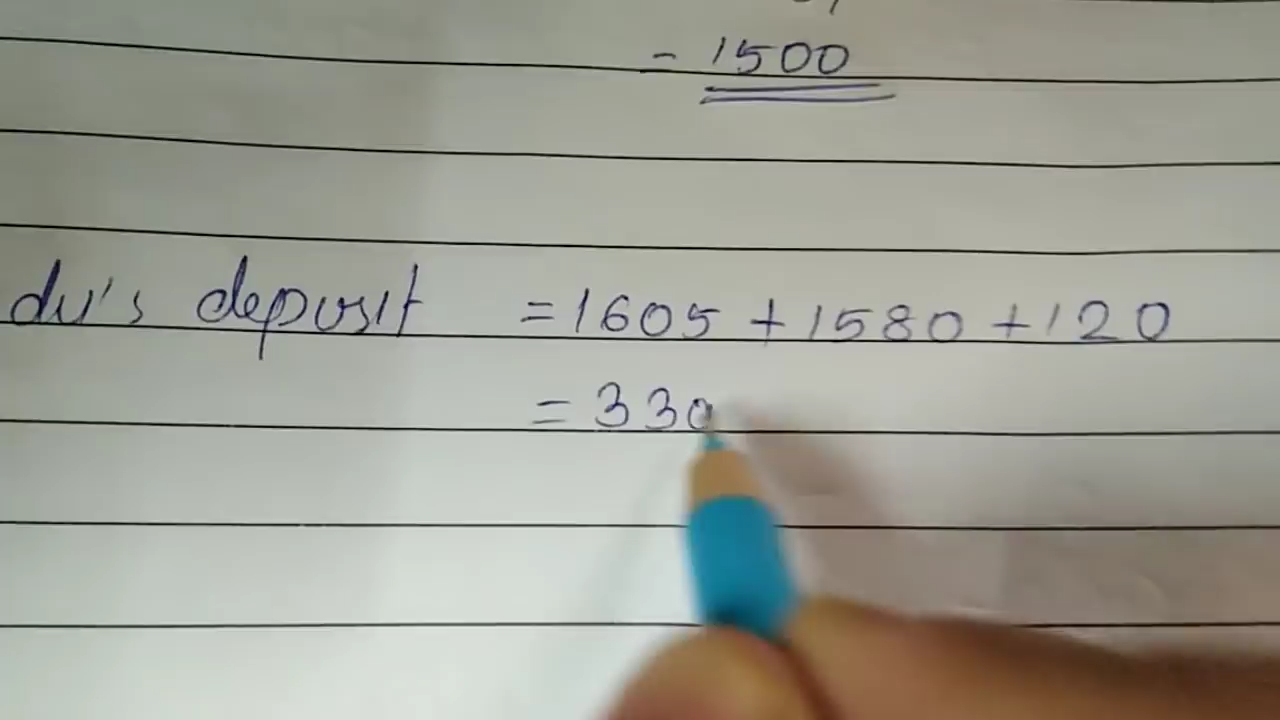 - 1500
du's deposit = 1605 + 1580 + 120
= 330